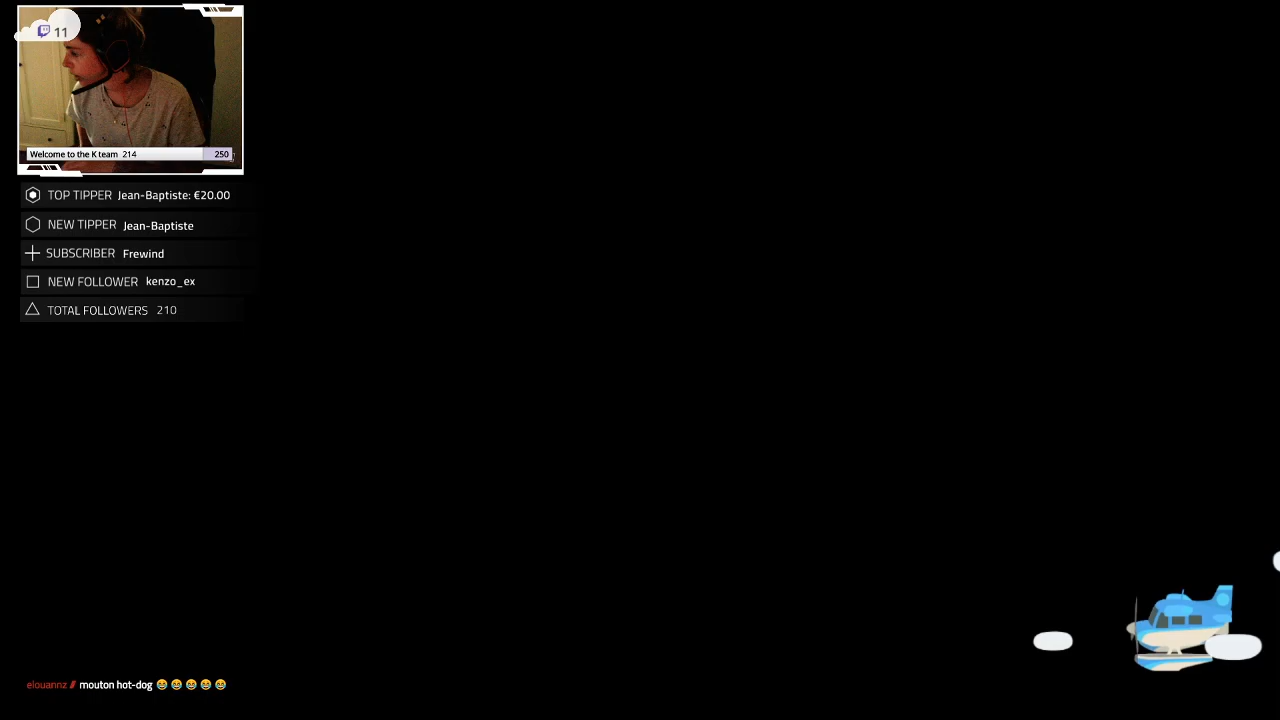 11
Welcome to the K team 214 250
TOP TIPPER Jean-Baptiste: €20.00
NEW TIPPER Jean-Baptiste
SUBSCRIBER Frewind
NEW FOLLOWER kenzo_ex
TOTAL FOLLOWERS 210
elouannz // mouton hot-dog 😂 😂 😂 😂 😂